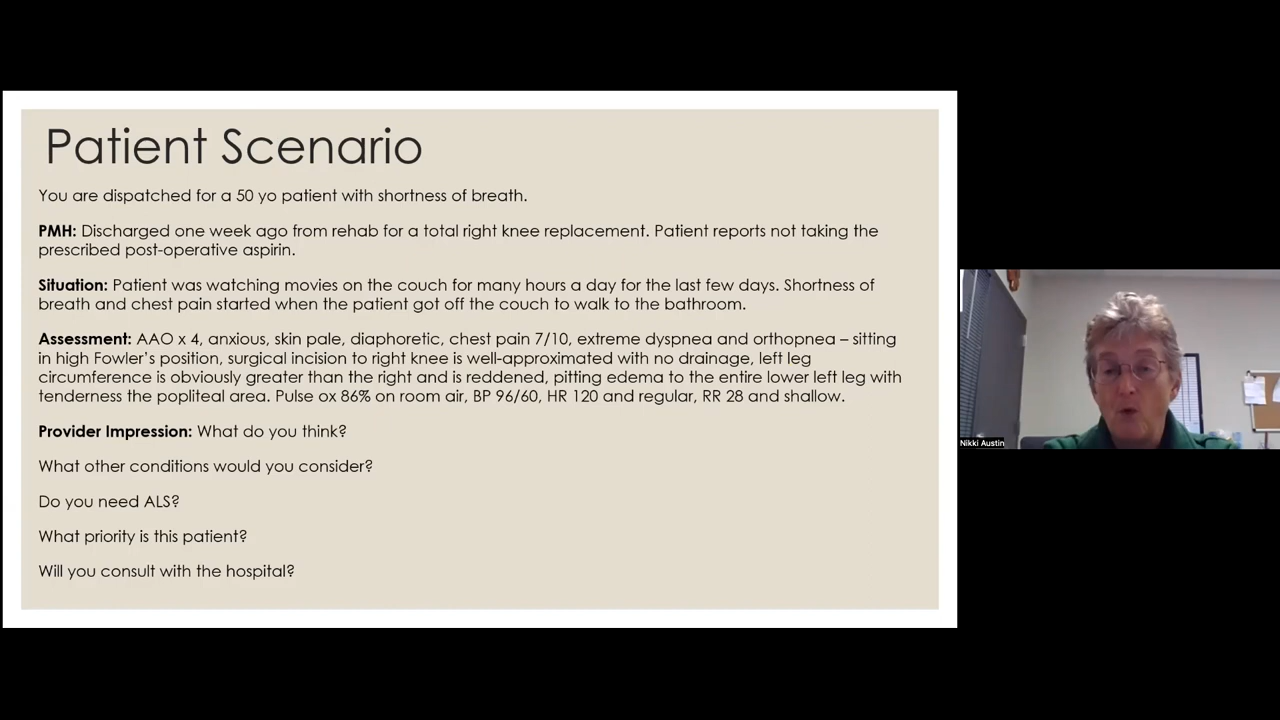 Patient Scenario
You are dispatched for a 50 yo patient with shortness of breath.
PMH: Discharged one week ago from rehab for a total right knee replacement. Patient reports not taking the
prescribed post-operative aspirin.
Situation: Patient was watching movies on the couch for many hours a day for the last few days. Shortness of
breath and chest pain started when the patient got off the couch to walk to the bathroom.
Assessment: AAO x 4, anxious, skin pale, diaphoretic, chest pain 7/10, extreme dyspnea and orthopnea – sitting
in high Fowler's position, surgical incision to right knee is well-approximated with no drainage, left leg
circumference is obviously greater than the right and is reddened, pitting edema to the entire lower left leg with
tenderness the popliteal area. Pulse ox 86% on room air, BP 96/60, HR 120 and regular, RR 28 and shallow.
Provider Impression: What do you think?
What other conditions would you consider?
Do you need ALS?
What priority is this patient?
Will you consult with the hospital?
Nikki Austin